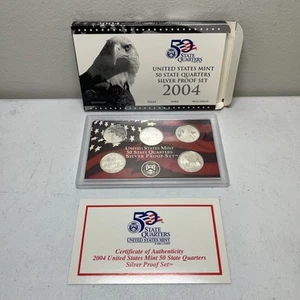 50
STATE
QUARTERS
UNITED STATES MINT
50 STATE QUARTERS
SILVER PROOF SET
2004
UNITED STATES MINT
50 STATE QUARTERS
SILVER PROOF SET™
50
STATE
QUARTERS
UNITED STATES MINT
Certificate of Authenticity
2004 United States Mint 50 State Quarters
Silver Proof Set™